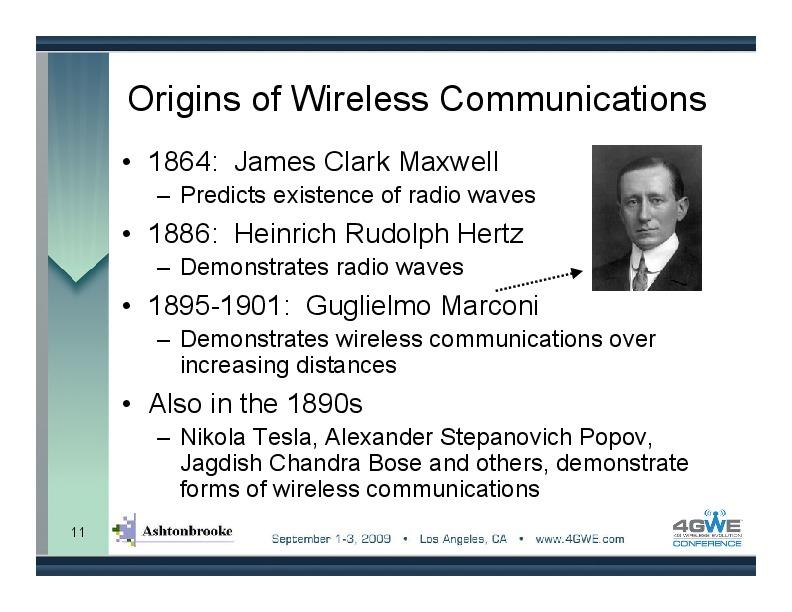 Origins of Wireless Communications
• 1864: James Clark Maxwell
– Predicts existence of radio waves
• 1886: Heinrich Rudolph Hertz
– Demonstrates radio waves
• 1895-1901: Guglielmo Marconi
– Demonstrates wireless communications over
increasing distances
• Also in the 1890s
– Nikola Tesla, Alexander Stepanovich Popov,
Jagdish Chandra Bose and others, demonstrate
forms of wireless communications
11
Ashtonbrooke
September 1-3, 2009 • Los Angeles, CA • www.4GWE.com
4GWE
4G WIRELESS EVOLUTION
CONFERENCE